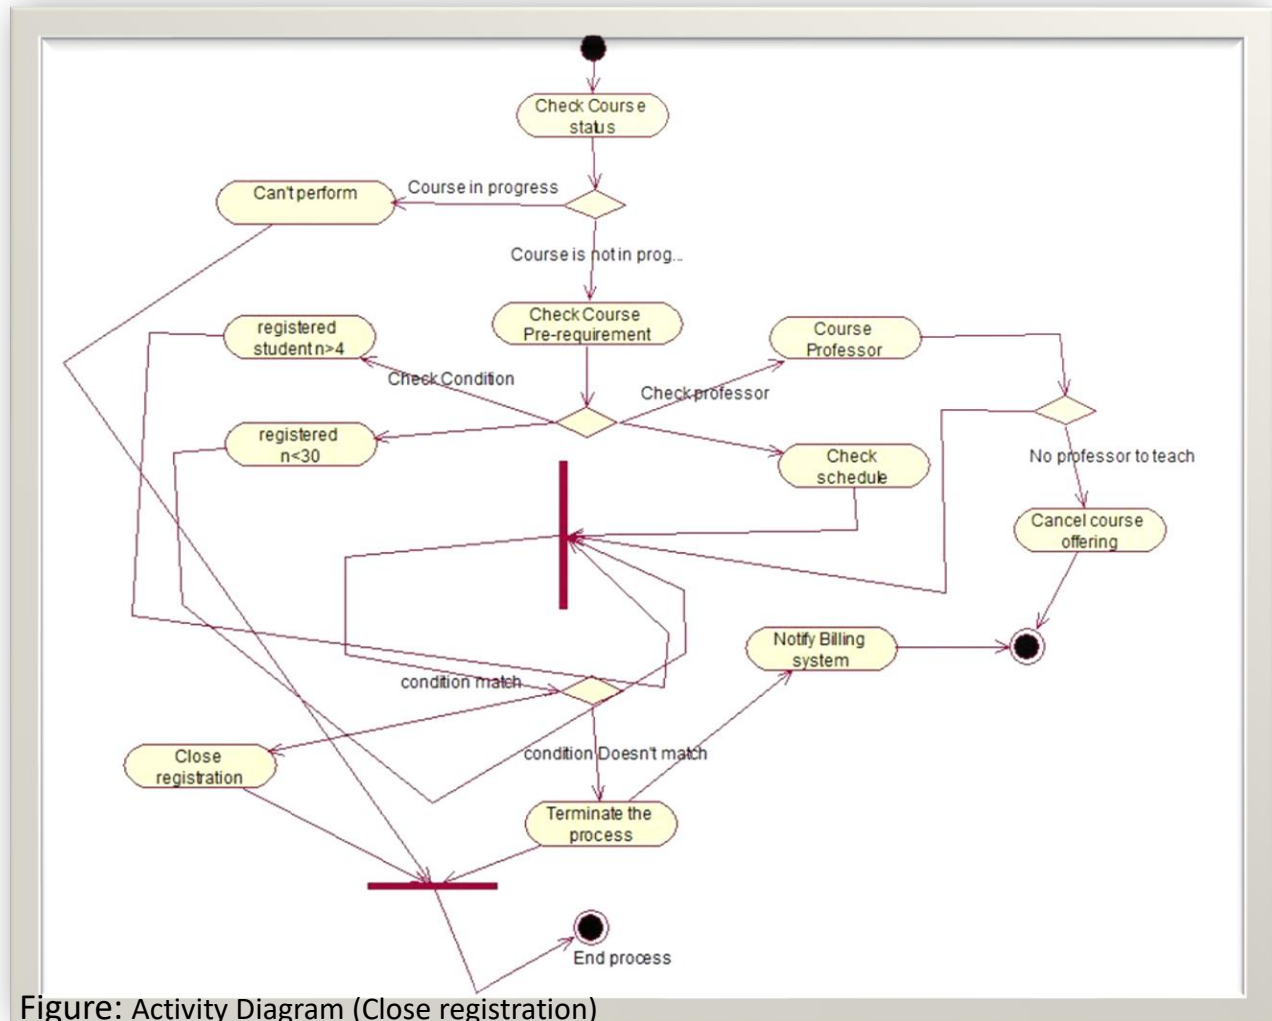 Check Course
status
Course in progress
Can't perform
Course is not in prog...
Check Course
Pre-requirement
registered
student n>4
Course
Professor
Check Condition
Check professor
registered
n<30
Check
schedule
No professor to teach
Cancel course
offering
Notify Billing
system
condition match
Close
registration
condition Doesn't match
Terminate the
process
End process
Figure: Activity Diagram (Close registration)